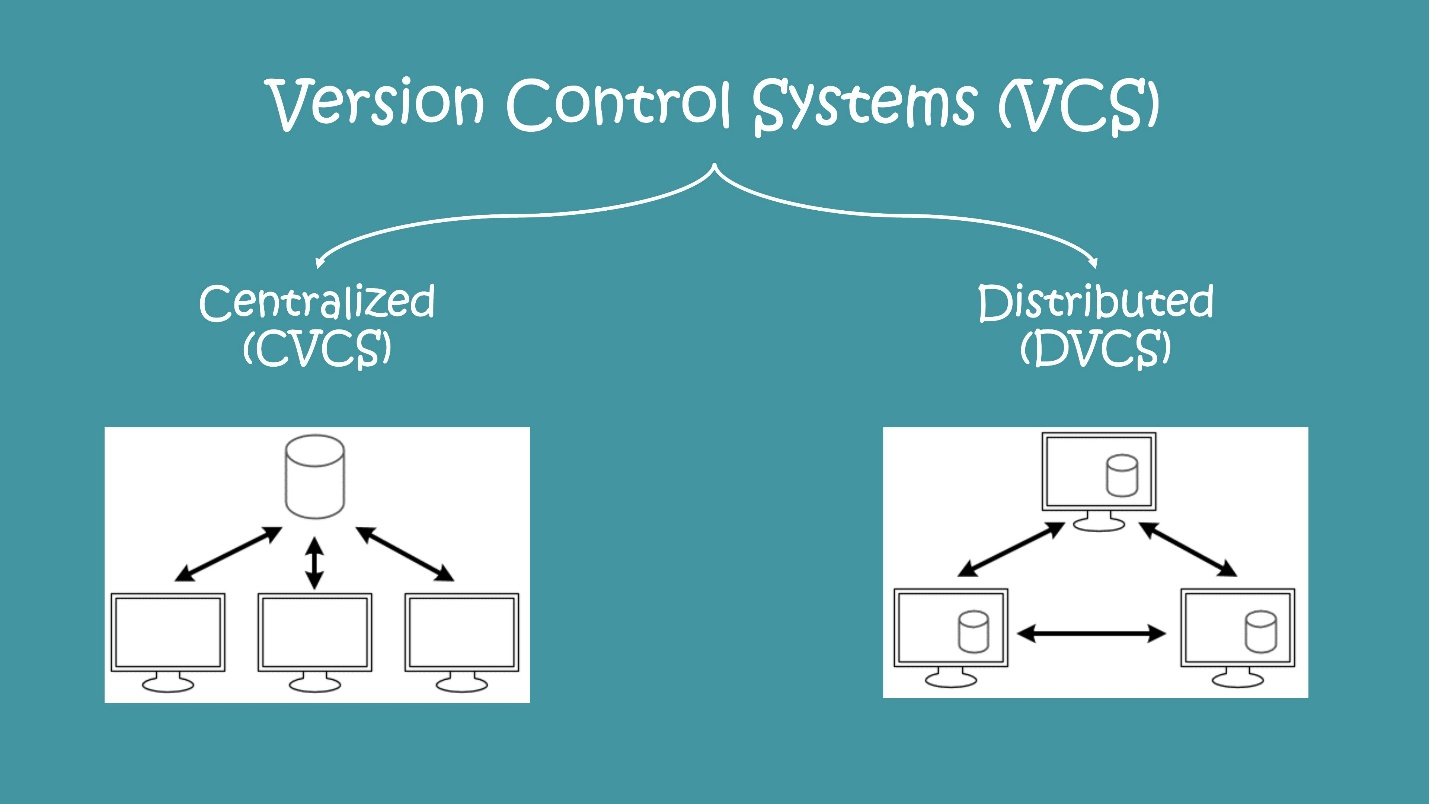 Version Control Systems (VCS)
Centralized
(CVCS)
Distributed
(DVCS)